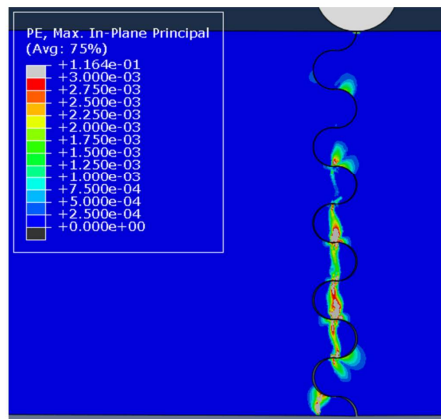 PE, Max. In-Plane Principal
(Avg: 75%)
+1.164e-01
+3.000e-03
+2.750e-03
+2.500e-03
+2.250e-03
+2.000e-03
+1.750e-03
+1.500e-03
+1.250e-03
+1.000e-03
+7.500e-04
+5.000e-04
+2.500e-04
+0.000e+00